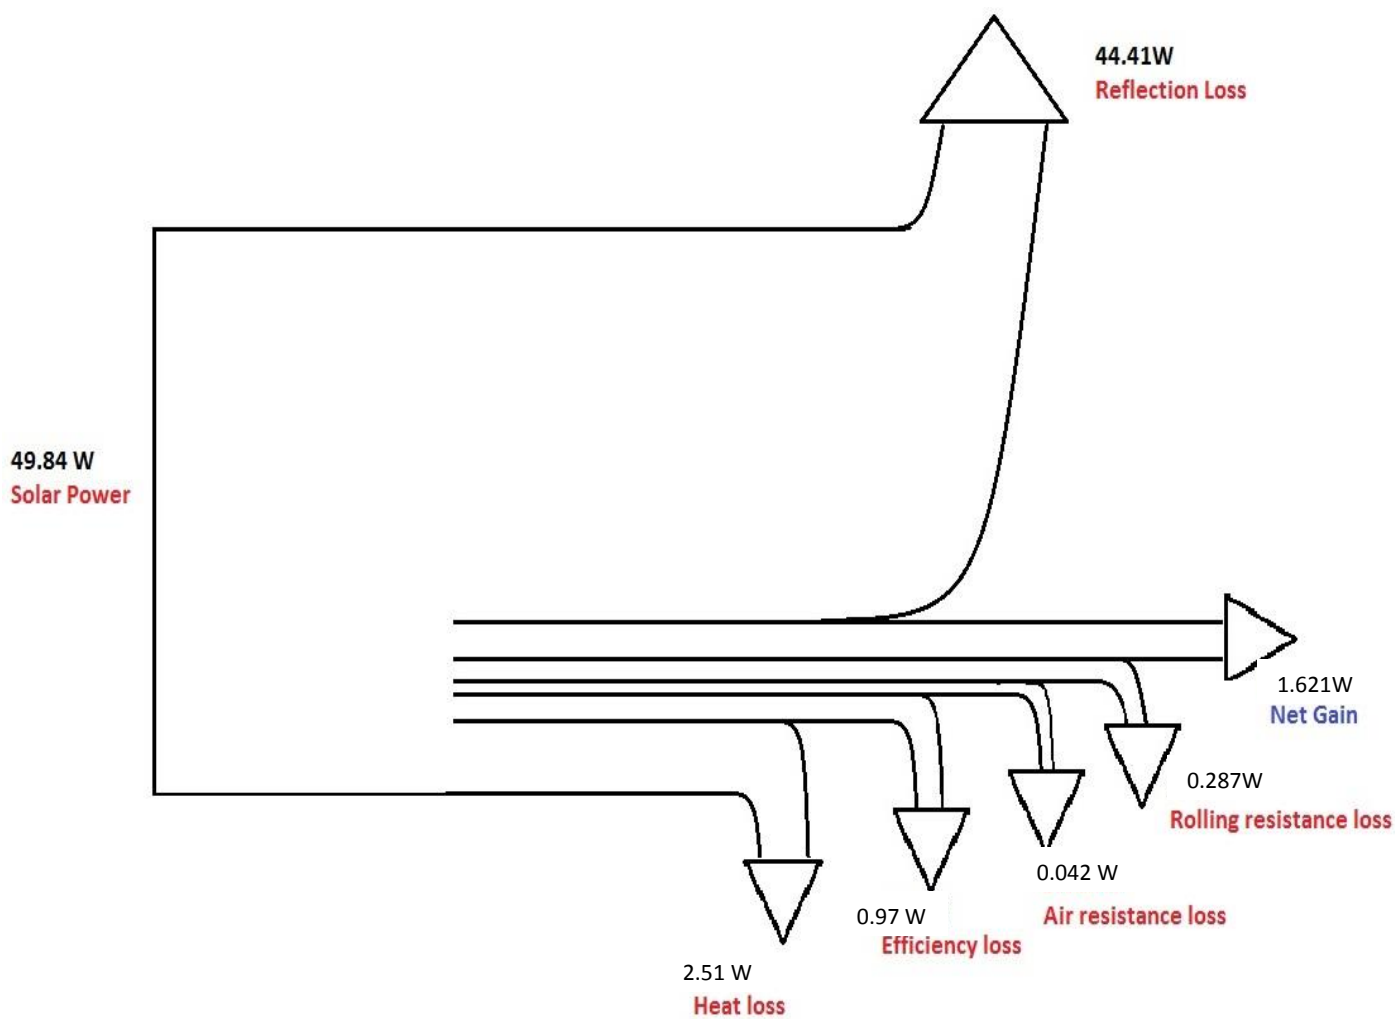 44.41W
Reflection Loss
49.84 W
Solar Power
1.621W
Net Gain
0.287W
Rolling resistance loss
0.042 W
Air resistance loss
0.97 W
Efficiency loss
2.51 W
Heat loss